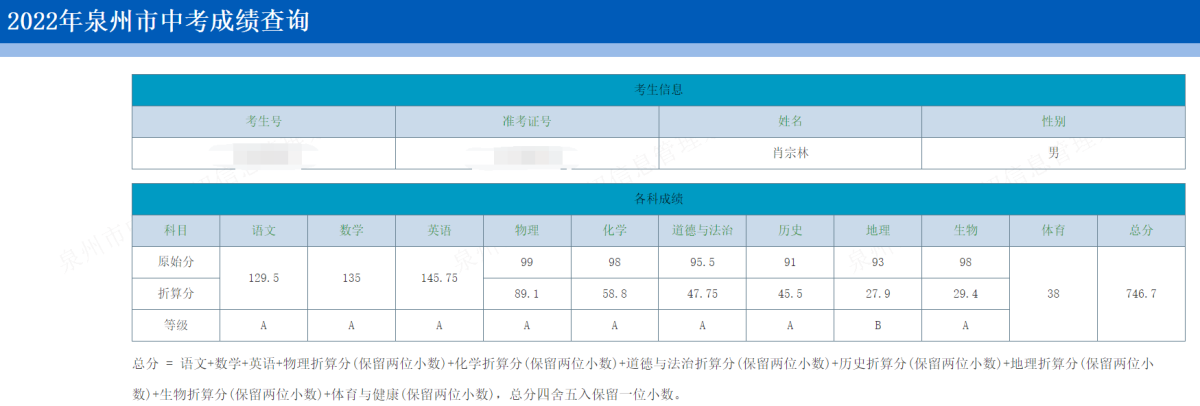 2022年泉州市中考成绩查询
考生信息
考生号 准考证号 姓名 性别
肖宗林 男
各科成绩
科目 语文 数学 英语 物理 化学 道德与法治 历史 地理 生物 体育 总分
原始分 129.5 135 145.75 99 98 95.5 91 93 98 38 746.7
折算分 89.1 58.8 47.75 45.5 27.9 29.4
等级 A A A A A A A B A
总分 = 语文+数学+英语+物理折算分(保留两位小数)+化学折算分(保留两位小数)+道德与法治折算分(保留两位小数)+历史折算分(保留两位小数)+地理折算分(保留两位小
数)+生物折算分(保留两位小数)+体育与健康(保留两位小数), 总分四舍五入保留一位小数。